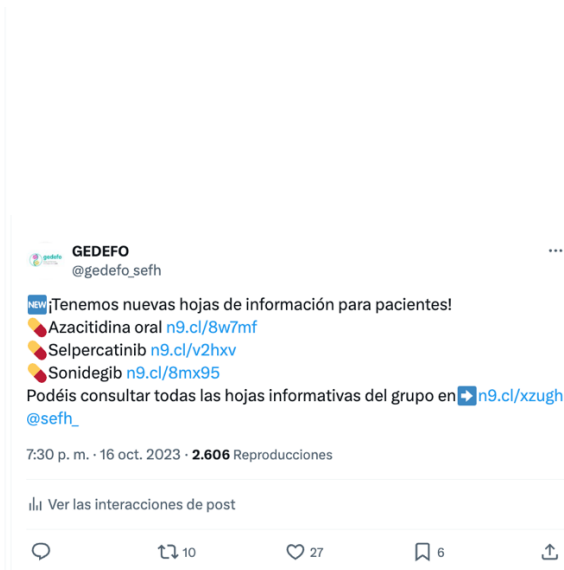 gedefo
GEDEFO
@gedefo_sefh
NEW ¡Tenemos nuevas hojas de información para pacientes!
Azacitidina oral n9.cl/8w7mf
Selpercatinib n9.cl/v2hxv
Sonidegib n9.cl/8mx95
Podéis consultar todas las hojas informativas del grupo en➡n9.cl/xzugh
@sefh_
7:30 p. m. · 16 oct. 2023 · 2.606 Reproducciones
Ver las interacciones de post
10 27 6